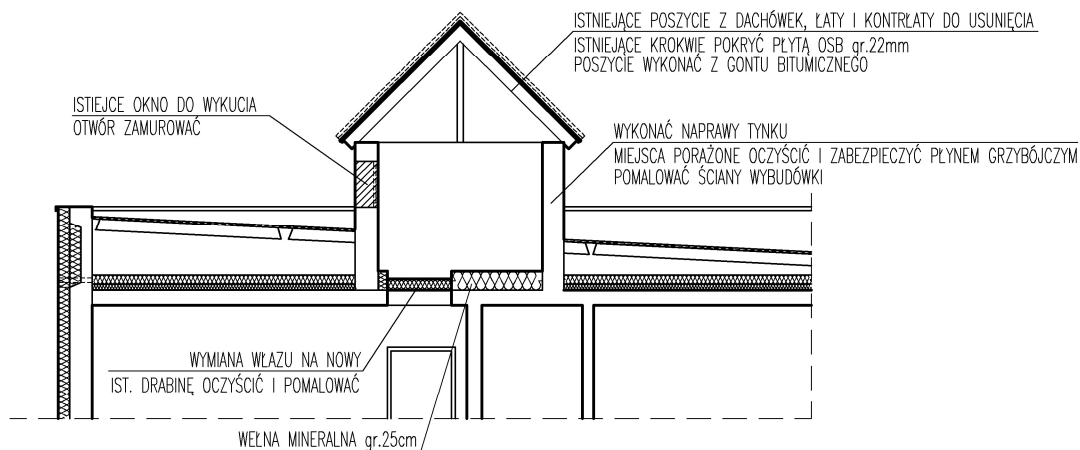 ISTNIEJĄCE POSZYCIE Z DACHÓWEK, ŁATY I KONTRŁATY DO USUNIĘCIA
ISTNIEJĄCE KROKWIE POKRYĆ PŁYTĄ OSB gr.22mm
POSZYCIE WYKONAĆ Z GONTU BITUMICZNEGO
ISTIEJCE OKNO DO WYKUCIA
OTWÓR ZAMUROWAĆ
WYKONAĆ NAPRAWY TYNKU
MIEJSCA PORAŻONE OCZYŚCIĆ I ZABEZPIECZYĆ PŁYNEM GRZYBÓJCZYM
POMALOWAĆ ŚCIANY WYBUDÓWKI
WYMIANA WŁAZU NA NOWY
IST. DRABINĘ OCZYŚCIĆ I POMALOWAĆ
WEŁNA MINERALNA gr.25cm